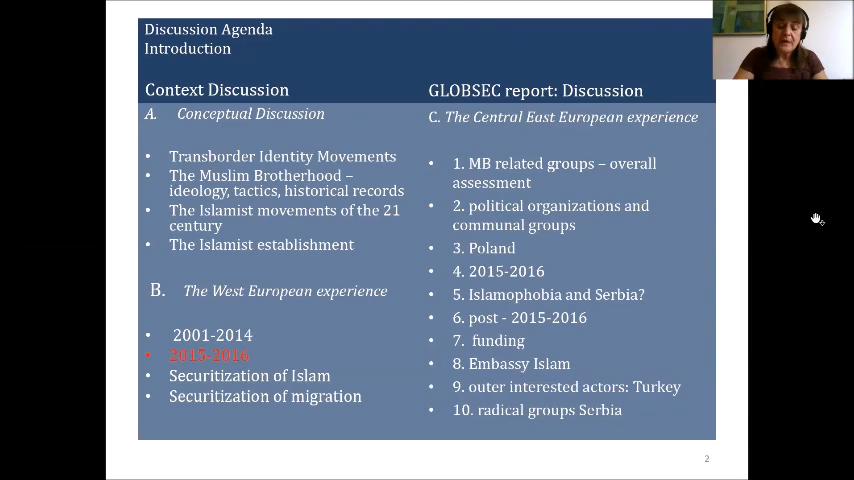 Discussion Agenda
Introduction
Context Discussion
A. Conceptual Discussion
• Transborder Identity Movements
• The Muslim Brotherhood –
ideology, tactics, historical records
• The Islamist movements of the 21
century
• The Islamist establishment
B. The West European experience
• 2001-2014
• 2015-2016
• Securitization of Islam
• Securitization of migration
GLOBSEC report: Discussion
C. The Central East European experience
• 1. MB related groups – overall
assessment
• 2. political organizations and
communal groups
• 3. Poland
• 4. 2015-2016
• 5. Islamophobia and Serbia?
• 6. post - 2015-2016
• 7. funding
• 8. Embassy Islam
• 9. outer interested actors: Turkey
• 10. radical groups Serbia
2